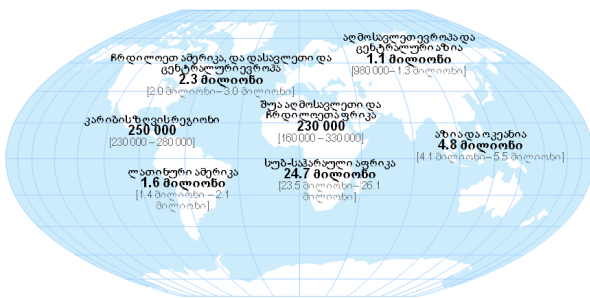 აღმოსავლეთ ევროპა და
ცენტრალური აზია
1.1 მილიონი
[980 000– 1.3 მილიონი]
ჩრდილოეთ ამერიკა, და დასავლეთი და
ცენტრალური ევროპა
2.3 მილიონი
[2.0 მილიონი– 3.0 მილიონი]
შუა აღმოსავლეთი და
ჩრდილოეთ აფრიკა
230 000
[160 000 – 330 000]
კარიბის ზღვის რეგიონი
250 000
[230 000 – 280 000]
აზია და ოკეანია
4.8 მილიონი
[4.1 მილიონი– 5.5 მილიონი]
სუბ-საჰარაული აფრიკა
24.7 მილიონი
[23.5 მილიონი – 26.1
მილიონი]
ლათინური ამერიკა
1.6 მილიონი
[1.4 მილიონი – 2.1
მილიონი]